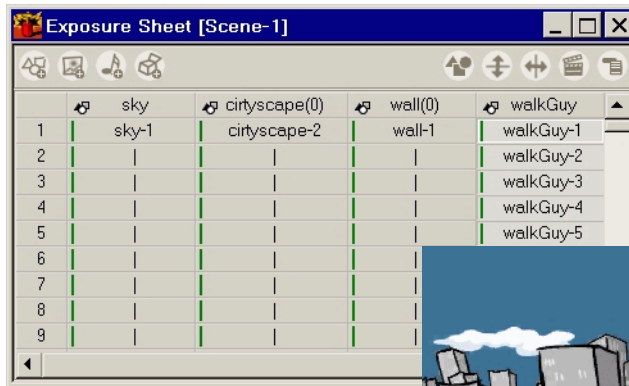 Exposure Sheet [Scene-1]
sky cirtyscape(0) wall(0) walkGuy
1 sky-1 cirtyscape-2 wall-1 walkGuy-1
2 | | | walkGuy-2
3 | | | walkGuy-3
4 | | | walkGuy-4
5 | | | walkGuy-5
6 | | |
7 | | |
8 | | |
9 | | |